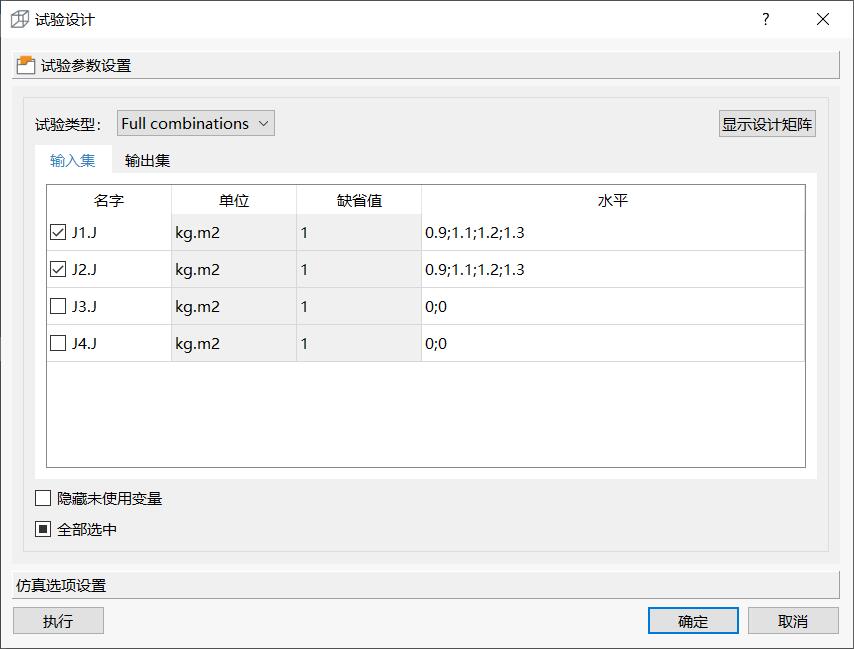 试验设计
试验参数设置
试验类型： Full combinations 显示设计矩阵
输入集 输出集
名字 单位 缺省值 水平
J1.J kg.m2 1 0.9;1.1;1.2;1.3
J2.J kg.m2 1 0.9;1.1;1.2;1.3
J3.J kg.m2 1 0;0
J4.J kg.m2 1 0;0
隐藏未使用变量
全部选中
仿真选项设置
执行 确定 取消